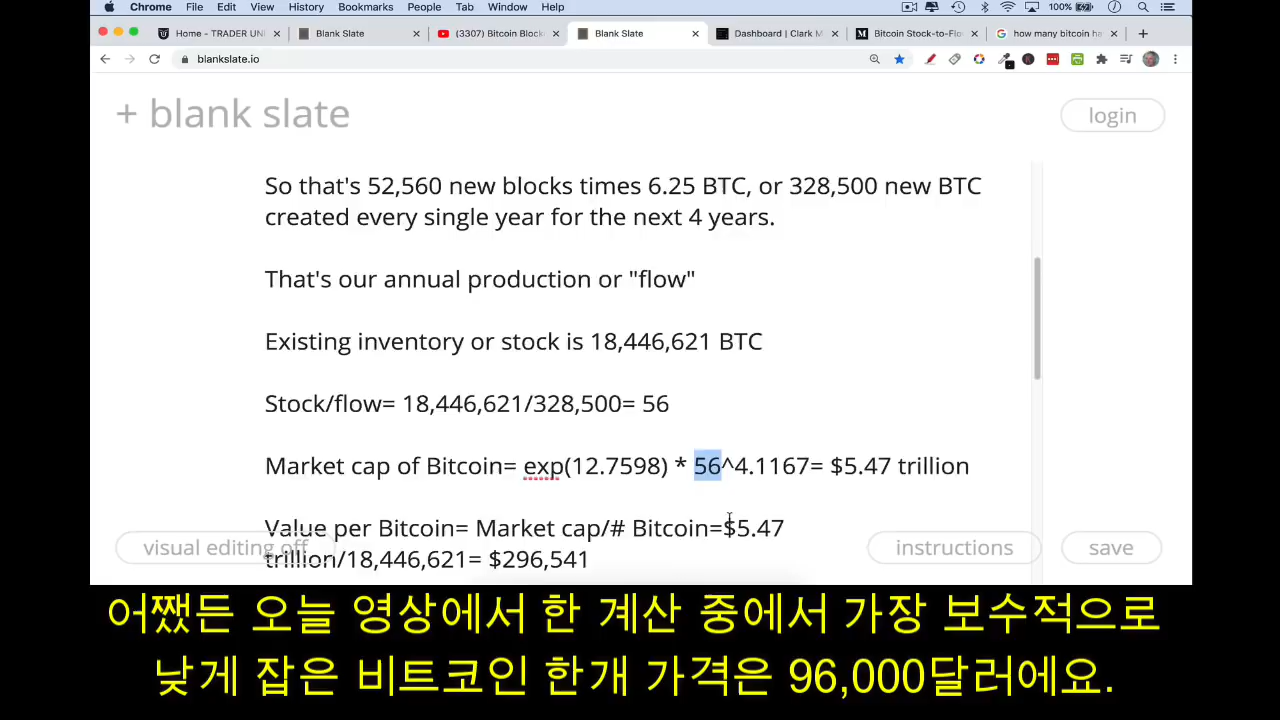 Chrome File Edit View History Bookmarks People Tab Window Help 100%
Home - TRADER UNI Blank Slate (3307) Bitcoin Block Blank Slate Dashboard | Clark M Bitcoin Stock-to-Flo how many bitcoin ha
blankslate.io
+ blank slate
login
So that's 52,560 new blocks times 6.25 BTC, or 328,500 new BTC
created every single year for the next 4 years.
That's our annual production or "flow"
Existing inventory or stock is 18,446,621 BTC
Stock/flow= 18,446,621/328,500= 56
Market cap of Bitcoin= exp(12.7598) * 56^4.1167= $5.47 trillion
Value per Bitcoin= Market cap/# Bitcoin=$5.47
trillion/18,446,621= $296,541
visual editing off instructions save
어쨌든 오늘 영상에서 한 계산 중에서 가장 보수적으로
낮게 잡은 비트코인 한개 가격은 96,000달러에요.